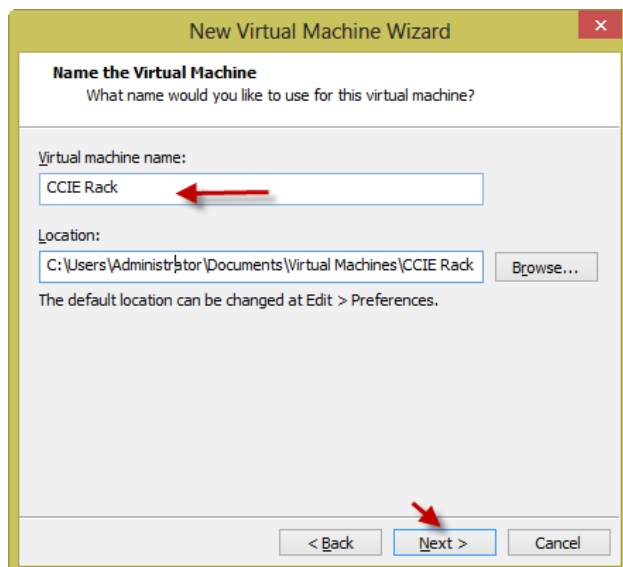 New Virtual Machine Wizard
Name the Virtual Machine
What name would you like to use for this virtual machine?
Virtual machine name:
CCIE Rack
Location:
C:\Users\Administrator\Documents\Virtual Machines\CCIE Rack
Browse...
The default location can be changed at Edit > Preferences.
< Back
Next >
Cancel